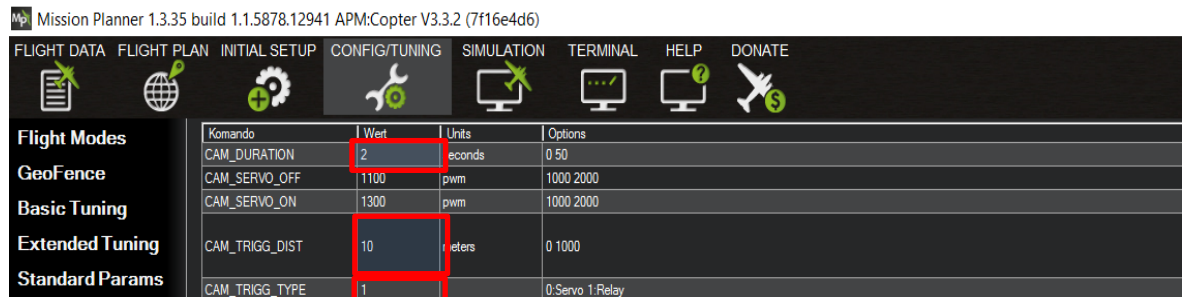 Mp Mission Planner 1.3.35 build 1.1.5878.12941 APM:Copter V3.3.2 (7f16e4d6)
FLIGHT DATA FLIGHT PLAN INITIAL SETUP CONFIG/TUNING SIMULATION TERMINAL HELP DONATE
Flight Modes
GeoFence
Basic Tuning
Extended Tuning
Standard Params
Komando Wert Units Options
CAM_DURATION 2 econds 0 50
CAM_SERVO_OFF 1100 pwm 1000 2000
CAM_SERVO_ON 1300 pwm 1000 2000
CAM_TRIGG_DIST 10 meters 0 1000
CAM_TRIGG_TYPE 1 0:Servo 1:Relay